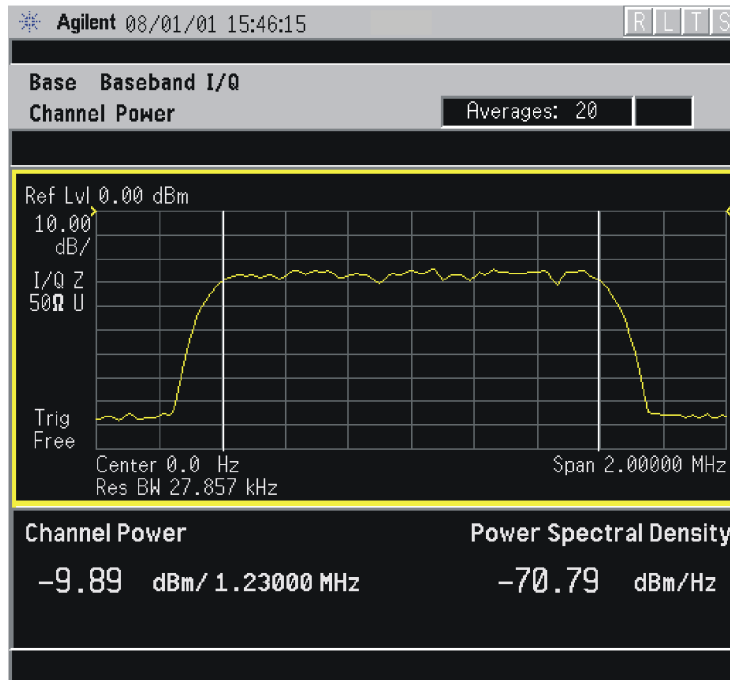 Agilent 08/01/01 15:46:15 R L T S
Base Baseband I/Q
Channel Power
Averages: 20
Ref Lvl 0.00 dBm
10.00
dB/
I/Q Z
50Ω U
Trig
Free
Center 0.0 Hz
Span 2.00000 MHz
Res BW 27.857 kHz
Channel Power
Power Spectral Density
-9.89 dBm/ 1.23000 MHz
-70.79 dBm/Hz